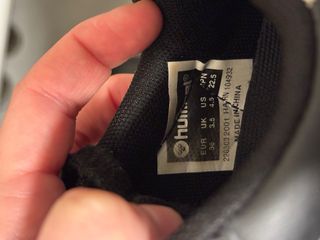 hummel
EUR UK US JPN
36 3.5 4.5 22.5
MADE IN CHINA